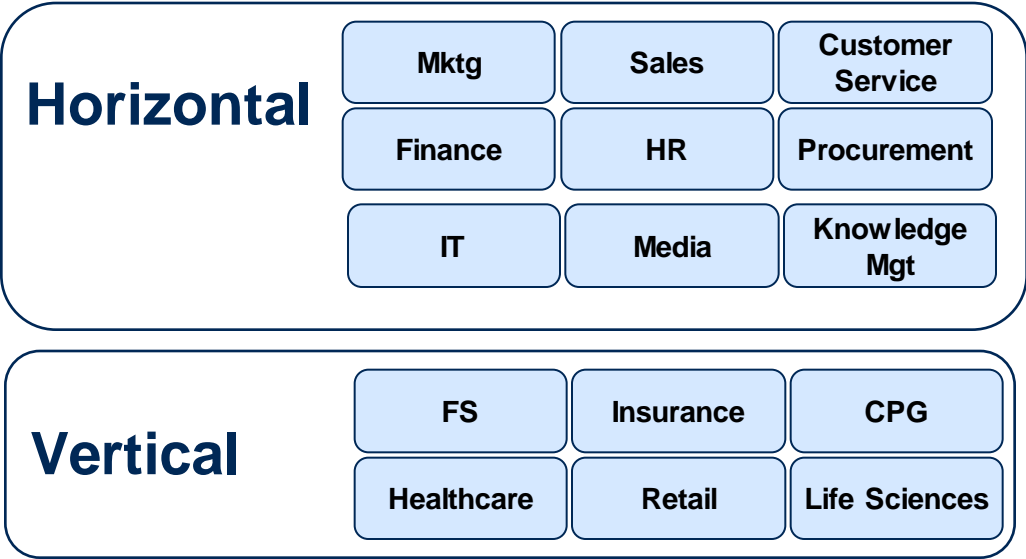 Horizontal
Mktg
Sales
Customer
Service
Finance
HR
Procurement
IT
Media
Knowledge
Mgt
Vertical
FS
Insurance
CPG
Healthcare
Retail
Life Sciences